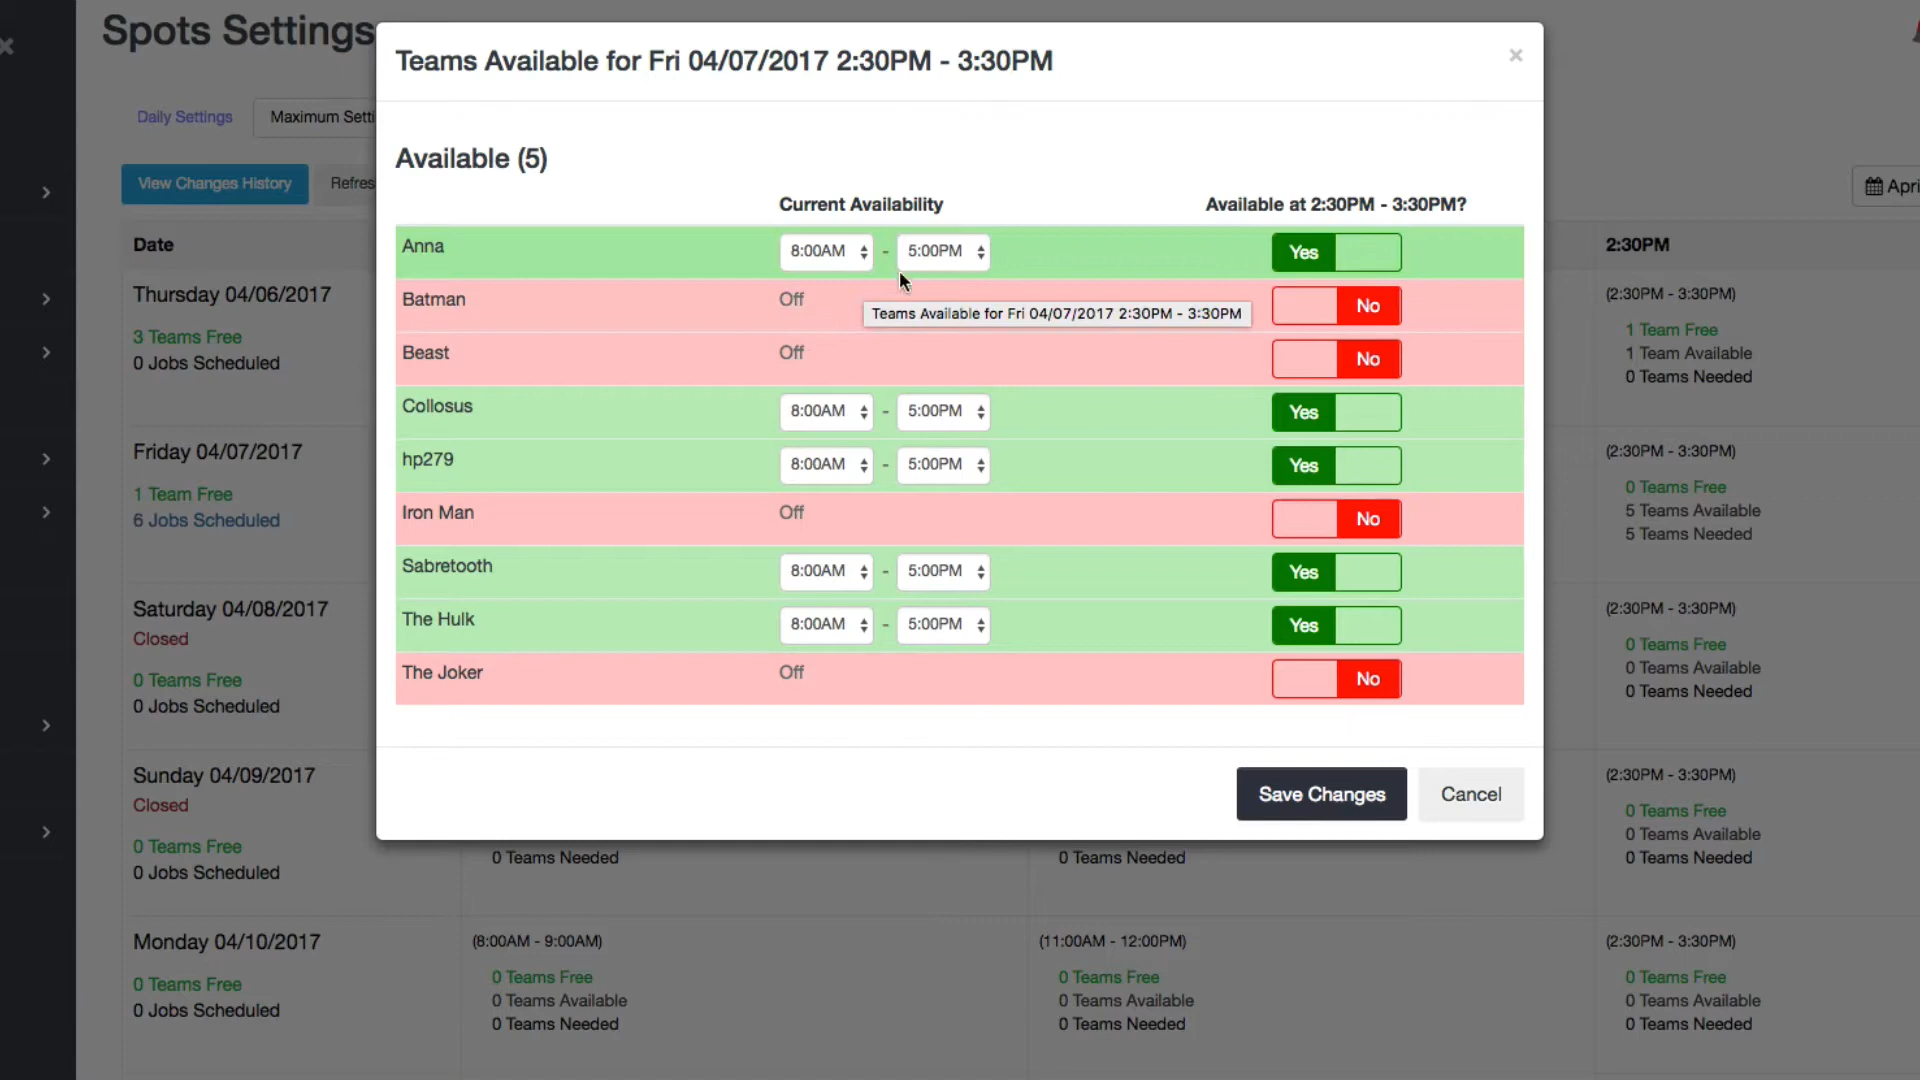 Spots Settings
Daily Settings
Maximum Setti
View Changes History
Refres
Apri
Date
2:30PM
Thursday 04/06/2017
3 Teams Free
0 Jobs Scheduled
(2:30PM - 3:30PM)
1 Team Free
1 Team Available
0 Teams Needed
Friday 04/07/2017
1 Team Free
6 Jobs Scheduled
(2:30PM - 3:30PM)
0 Teams Free
5 Teams Available
5 Teams Needed
Saturday 04/08/2017
Closed
0 Teams Free
0 Jobs Scheduled
(2:30PM - 3:30PM)
0 Teams Free
0 Teams Available
0 Teams Needed
Sunday 04/09/2017
Closed
0 Teams Free
0 Jobs Scheduled
0 Teams Needed
0 Teams Needed
(2:30PM - 3:30PM)
0 Teams Free
0 Teams Available
0 Teams Needed
Monday 04/10/2017
0 Teams Free
0 Jobs Scheduled
(8:00AM - 9:00AM)
0 Teams Free
0 Teams Available
0 Teams Needed
(11:00AM - 12:00PM)
0 Teams Free
0 Teams Available
0 Teams Needed
(2:30PM - 3:30PM)
0 Teams Free
0 Teams Available
0 Teams Needed
Teams Available for Fri 04/07/2017 2:30PM - 3:30PM
×
Available (5)
Current Availability Available at 2:30PM - 3:30PM?
Anna 8:00AM - 5:00PM Yes
Batman Off No
Teams Available for Fri 04/07/2017 2:30PM - 3:30PM
Beast Off No
Collosus 8:00AM - 5:00PM Yes
hp279 8:00AM - 5:00PM Yes
Iron Man Off No
Sabretooth 8:00AM - 5:00PM Yes
The Hulk 8:00AM - 5:00PM Yes
The Joker Off No
Save Changes Cancel